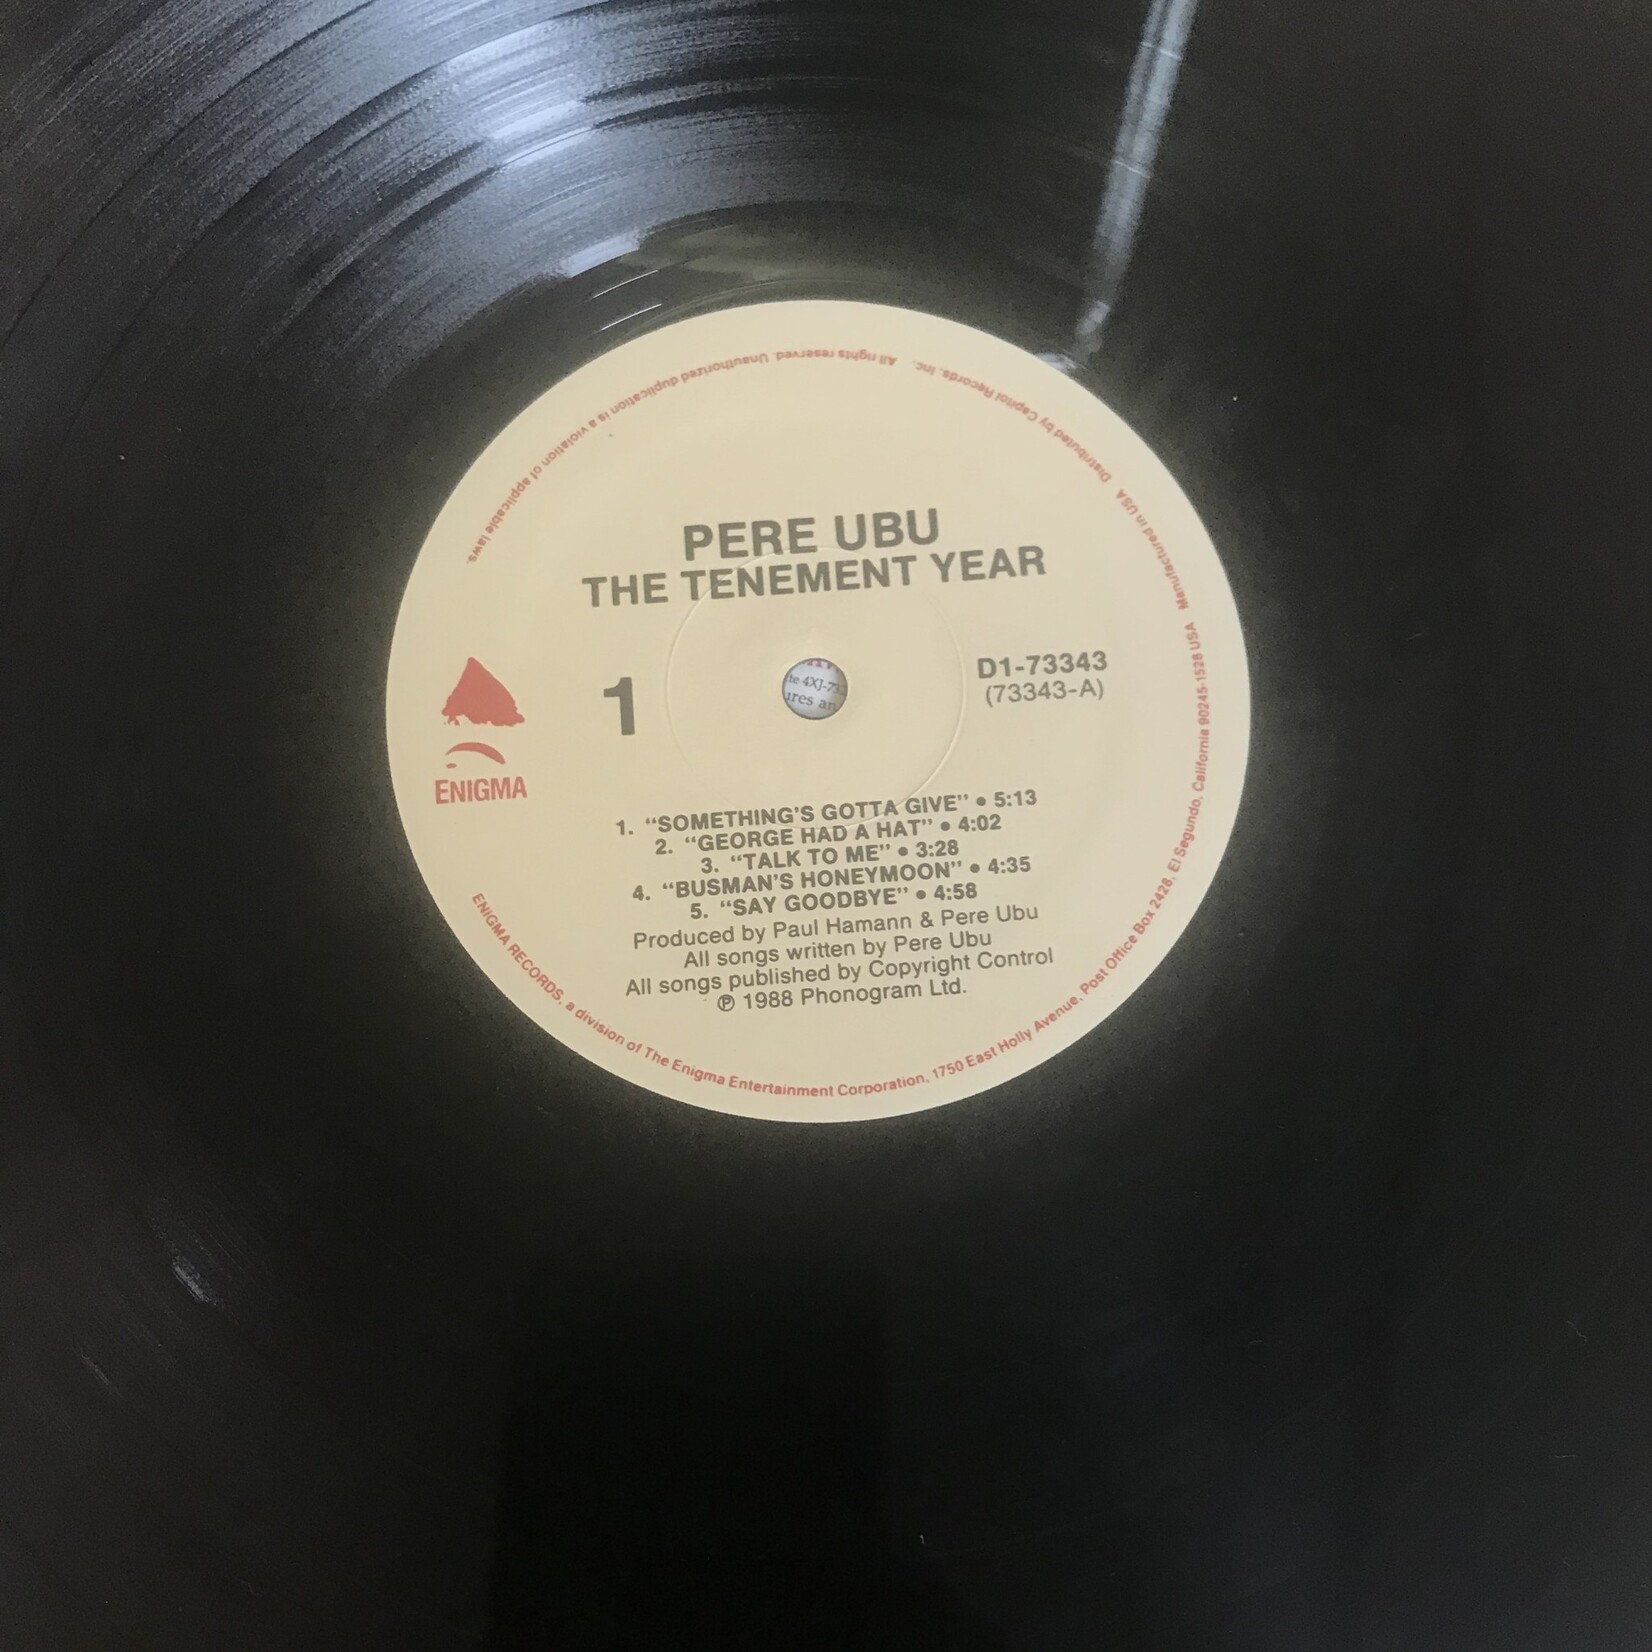 PERE UBU
THE TENEMENT YEAR
1
D1-73343
(73343-A)
ENIGMA
1. “SOMETHING'S GOTTA GIVE” • 5:13
2. “GEORGE HAD A HAT” • 4:02
3. “TALK TO ME” • 3:28
4. “BUSMAN'S HONEYMOON” • 4:35
5. “SAY GOODBYE” • 4:58
Produced by Paul Hamann & Pere Ubu
All songs written by Pere Ubu
All songs published by Copyright Control
℗ 1988 Phonogram Ltd.
ENIGMA RECORDS, a division of The Enigma Entertainment Corporation, 1750 East Holly Avenue, Post Office Box 2428, El Segundo, California 90245-1528 USA Manufactured in USA Distributed by Capitol Records, Inc. All rights reserved. Unauthorized duplication is a violation of applicable laws.